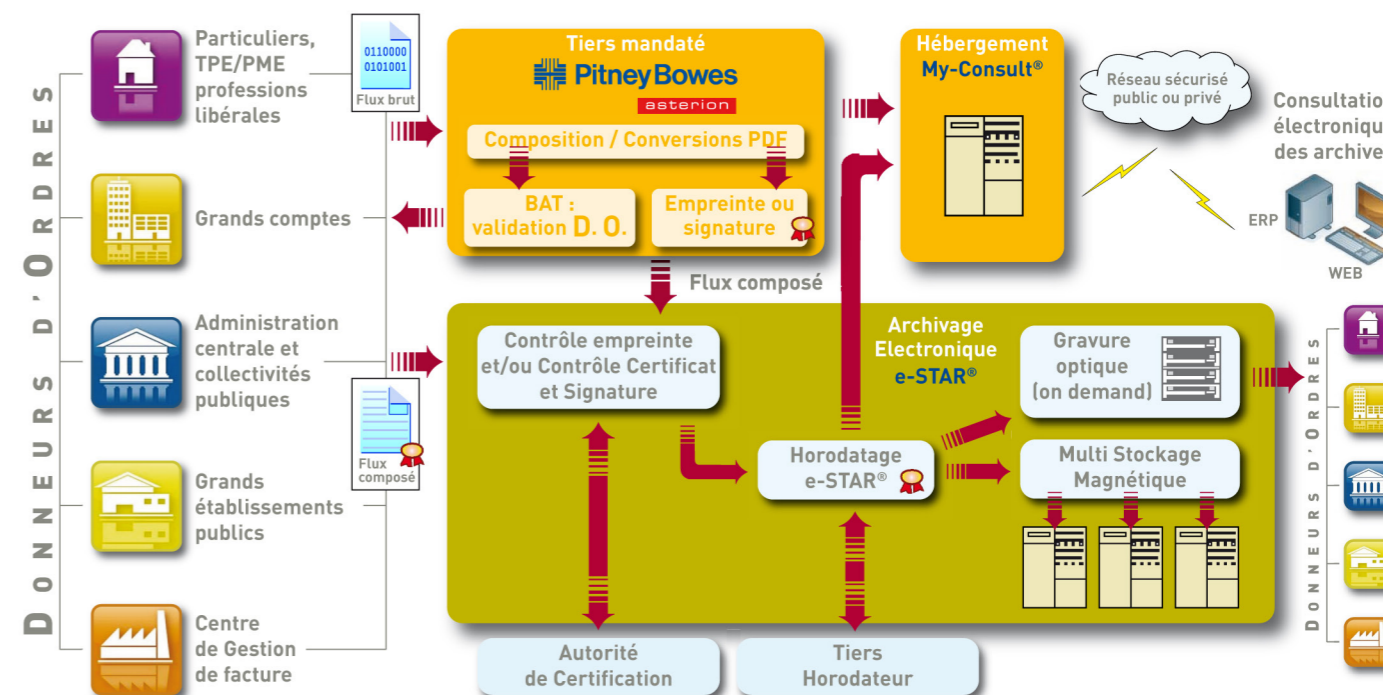 DONNEURS D'ORDRES
Particuliers,
TPE/PME
professions
libérales
Grands comptes
Administration
centrale et
collectivités
publiques
Grands
établissements
publics
Centre
de Gestion
de facture
0110000
0101001
Flux brut
Flux
composé
Tiers mandaté
Pitney Bowes
asterion
Composition / Conversions PDF
BAT :
validation D. O.
Empreinte ou
signature
Flux composé
Hébergement
My-Consult®
Réseau sécurisé
public ou privé
Consultatio
électroniqu
des archive
ERP
WEB
Contrôle empreinte
et/ou Contrôle Certificat
et Signature
Archivage
Electronique
e-STAR®
Horodatage
e-STAR®
Gravure
optique
(on demand)
Multi Stockage
Magnétique
Autorité
de Certification
Tiers
Horodateur
DONNEURS D'ORDRES